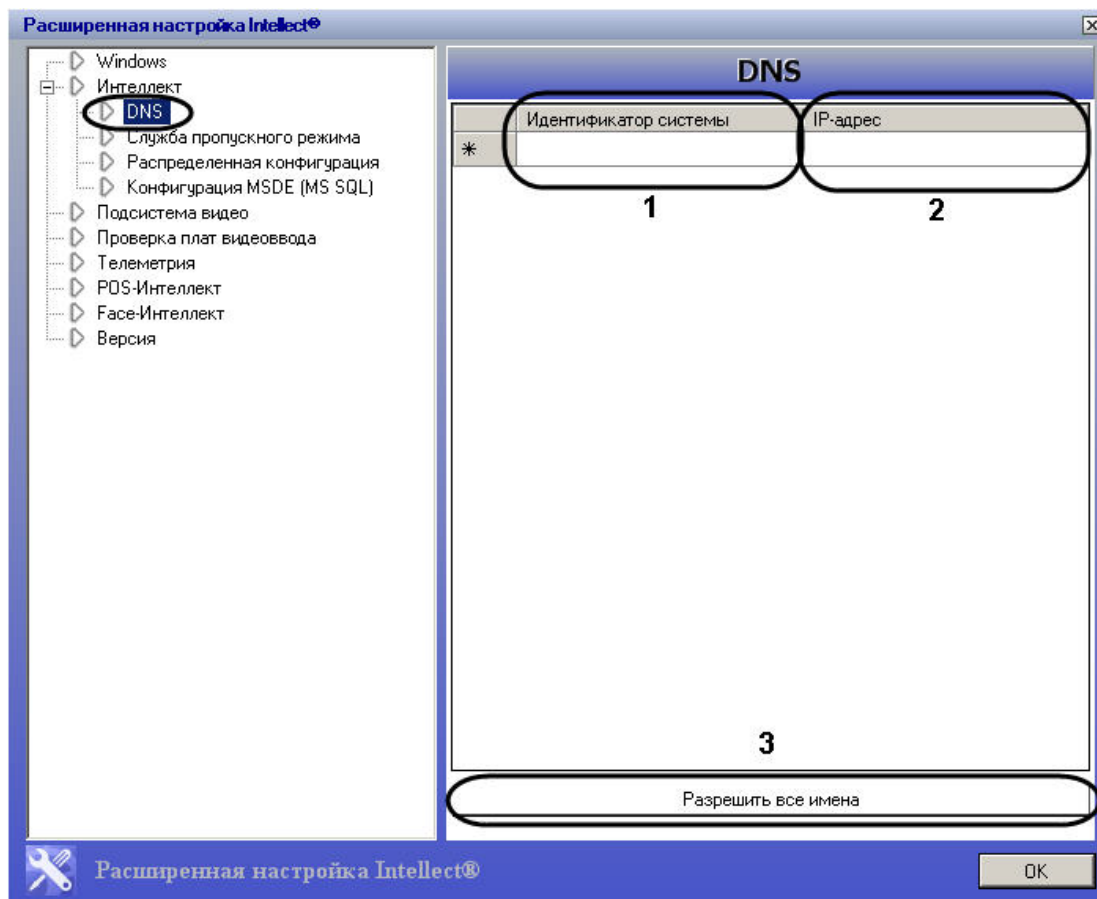 Расширенная настройка Intellect®
Windows
Интеллект
DNS
Служба пропускного режима
Распределенная конфигурация
Конфигурация MSDE (MS SQL)
Подсистема видео
Проверка плат видеоввода
Телеметрия
POS-Интеллект
Face-Интеллект
Версия
DNS
Идентификатор системы IP-адрес
*
1 2
3
Разрешить все имена
Расширенная настройка Intellect®
OK